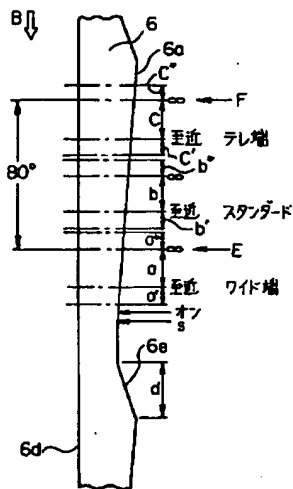 B
6
6a
C"
∞
F
C
至近 テレ端
C'
b"
∞
80°
b
至近 スタンダード
b'
a"
∞
E
a
至近 ワイド端
a'
オン
S
6e
d
6d